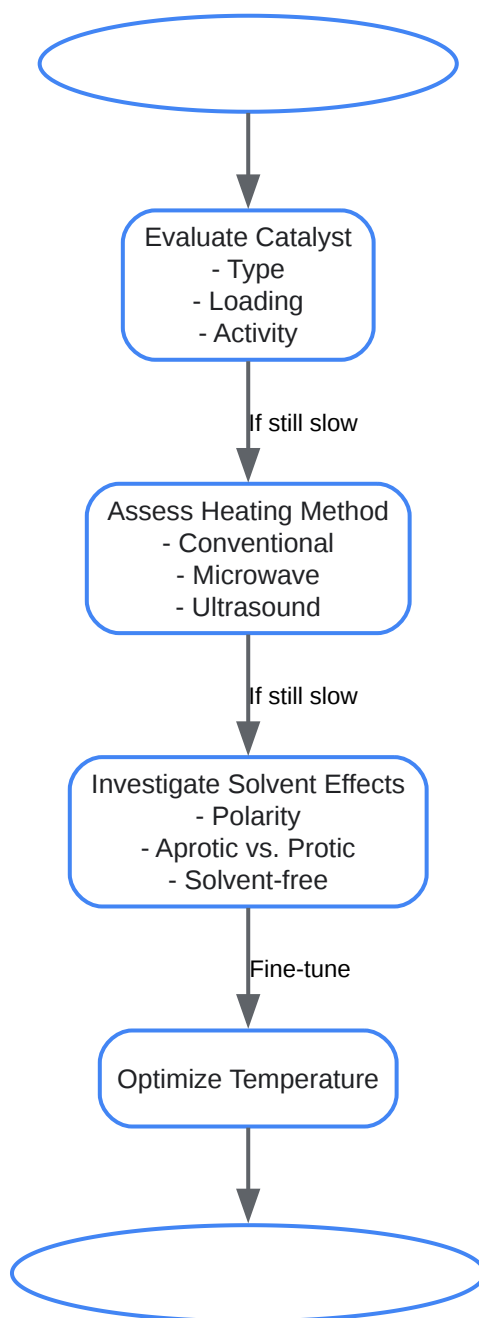 Evaluate Catalyst
- Type
- Loading
- Activity
If still slow
Assess Heating Method
- Conventional
- Microwave
- Ultrasound
If still slow
Investigate Solvent Effects
- Polarity
- Aprotic vs. Protic
- Solvent-free
Fine-tune
Optimize Temperature